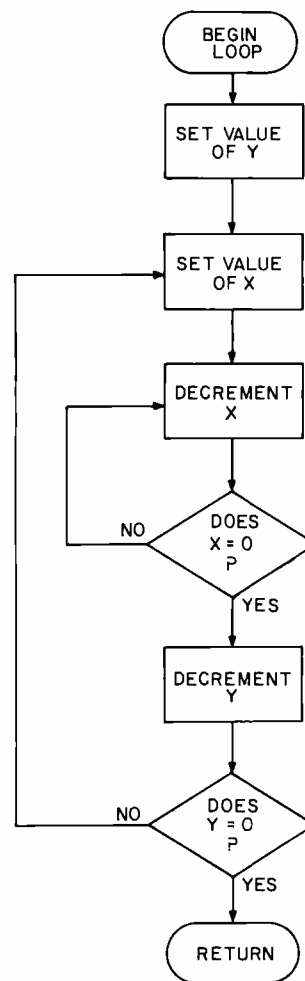 BEGIN
LOOP
SET VALUE
OF Y
SET VALUE
OF X
DECREMENT
X
DOES
X = 0
?
NO
YES
DECREMENT
Y
DOES
Y = 0
?
NO
YES
RETURN